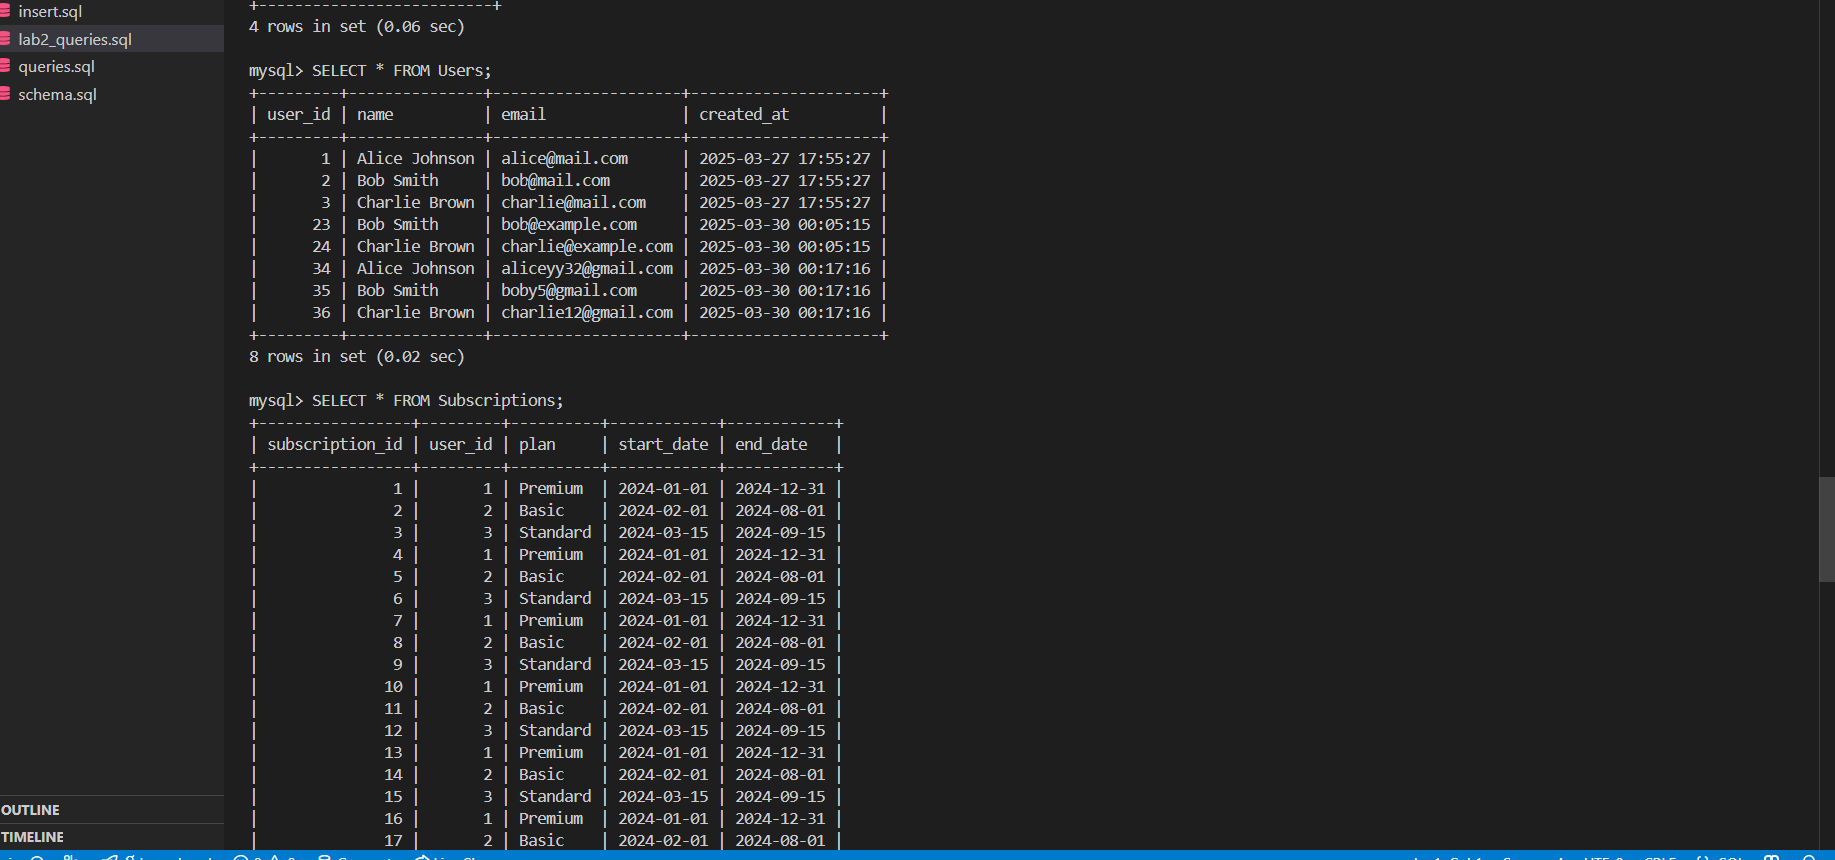 insert.sql
lab2_queries.sql
queries.sql
schema.sql
OUTLINE
TIMELINE
+--------------------------+
4 rows in set (0.06 sec)
mysql> SELECT * FROM Users;
+---------+---------------+---------------------+---------------------+
| user_id | name          | email               | created_at          |
+---------+---------------+---------------------+---------------------+
|       1 | Alice Johnson | alice@mail.com      | 2025-03-27 17:55:27 |
|       2 | Bob Smith     | bob@mail.com        | 2025-03-27 17:55:27 |
|       3 | Charlie Brown | charlie@mail.com    | 2025-03-27 17:55:27 |
|      23 | Bob Smith     | bob@example.com     | 2025-03-30 00:05:15 |
|      24 | Charlie Brown | charlie@example.com | 2025-03-30 00:05:15 |
|      34 | Alice Johnson | aliceyy32@gmail.com | 2025-03-30 00:17:16 |
|      35 | Bob Smith     | boby5@gmail.com     | 2025-03-30 00:17:16 |
|      36 | Charlie Brown | charlie12@gmail.com | 2025-03-30 00:17:16 |
+---------+---------------+---------------------+---------------------+
8 rows in set (0.02 sec)
mysql> SELECT * FROM Subscriptions;
+-----------------+---------+----------+------------+------------+
| subscription_id | user_id | plan     | start_date | end_date   |
+-----------------+---------+----------+------------+------------+
|               1 |       1 | Premium  | 2024-01-01 | 2024-12-31 |
|               2 |       2 | Basic    | 2024-02-01 | 2024-08-01 |
|               3 |       3 | Standard | 2024-03-15 | 2024-09-15 |
|               4 |       1 | Premium  | 2024-01-01 | 2024-12-31 |
|               5 |       2 | Basic    | 2024-02-01 | 2024-08-01 |
|               6 |       3 | Standard | 2024-03-15 | 2024-09-15 |
|               7 |       1 | Premium  | 2024-01-01 | 2024-12-31 |
|               8 |       2 | Basic    | 2024-02-01 | 2024-08-01 |
|               9 |       3 | Standard | 2024-03-15 | 2024-09-15 |
|              10 |       1 | Premium  | 2024-01-01 | 2024-12-31 |
|              11 |       2 | Basic    | 2024-02-01 | 2024-08-01 |
|              12 |       3 | Standard | 2024-03-15 | 2024-09-15 |
|              13 |       1 | Premium  | 2024-01-01 | 2024-12-31 |
|              14 |       2 | Basic    | 2024-02-01 | 2024-08-01 |
|              15 |       3 | Standard | 2024-03-15 | 2024-09-15 |
|              16 |       1 | Premium  | 2024-01-01 | 2024-12-31 |
|              17 |       2 | Basic    | 2024-02-01 | 2024-08-01 |